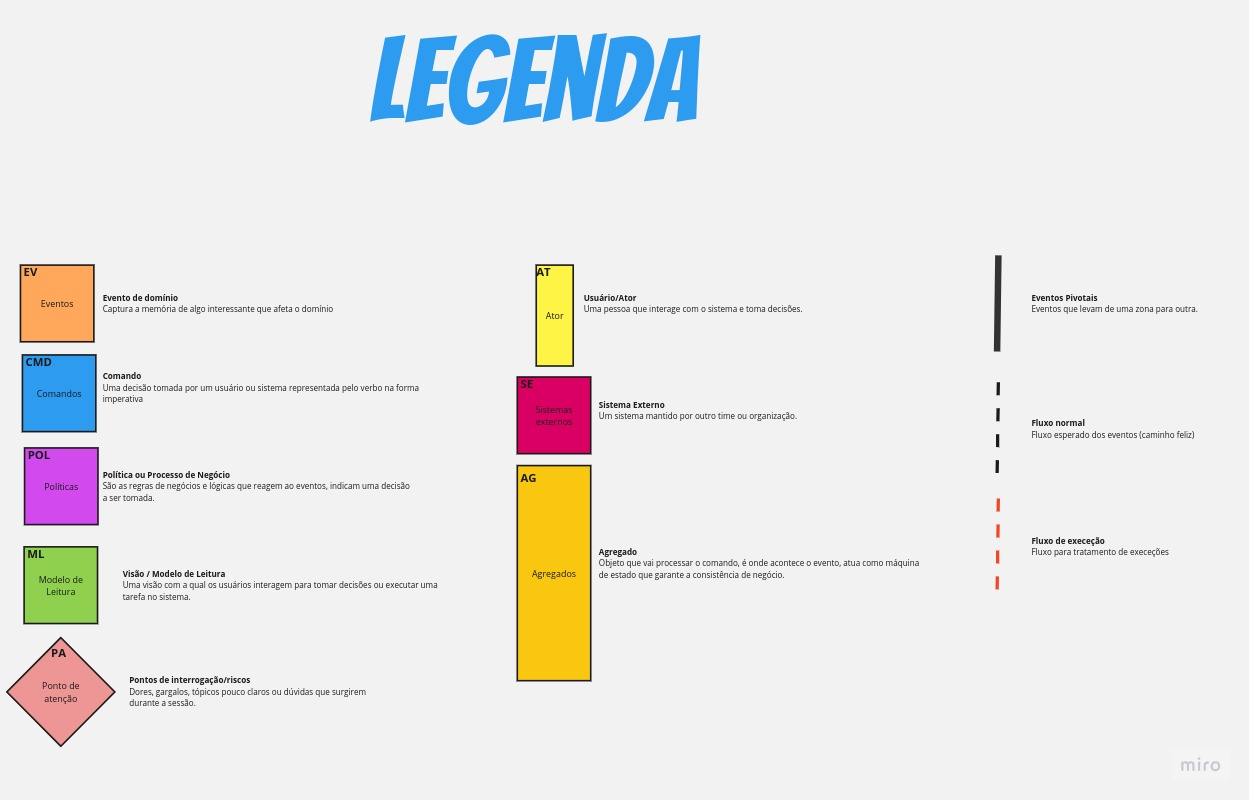 LEGENDA
EV
Eventos
Evento de domínio
Captura a memória de algo interessante que afeta o domínio
CMD
Comandos
Comando
Uma decisão tomada por um usuário ou sistema representada pelo verbo na forma
imperativa
POL
Políticas
Política ou Processo de Negócio
São as regras de negócios e lógicas que reagem ao eventos, indicam uma decisão
a ser tomada.
ML
Modelo de
Leitura
Visão / Modelo de Leitura
Uma visão com a qual os usuários interagem para tomar decisões ou executar uma
tarefa no sistema.
PA
Ponto de
atenção
Pontos de interrogação/riscos
Dores, gargalos, tópicos pouco claros ou dúvidas que surgirem
durante a sessão.
AT
Ator
Usuário/Ator
Uma pessoa que interage com o sistema e toma decisões.
SE
Sistemas
externos
Sistema Externo
Um sistema mantido por outro time ou organização.
AG
Agregados
Agregado
Objeto que vai processar o comando, é onde acontece o evento, atua como máquina
de estado que garante a consistência de negócio.
Eventos Pivotais
Eventos que levam de uma zona para outra.
Fluxo normal
Fluxo esperado dos eventos (caminho feliz)
Fluxo de execeção
Fluxo para tratamento de execeções
miro